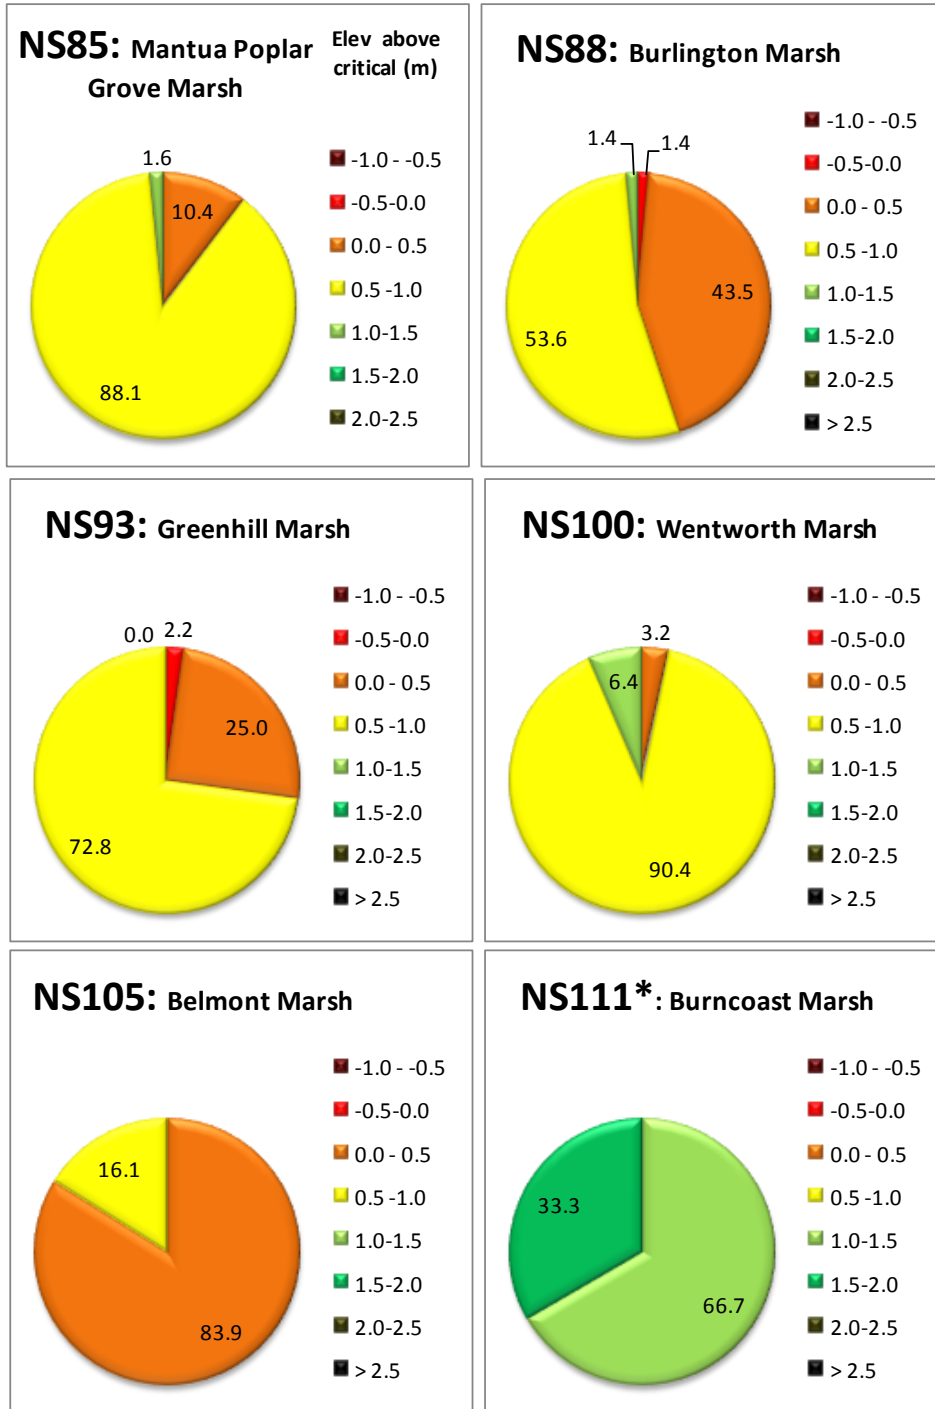 NS85: Mantua Poplar
Grove Marsh
Elev above
critical (m)
1.6
10.4
88.1
-1.0 - -0.5
-0.5-0.0
0.0 - 0.5
0.5 -1.0
1.0-1.5
1.5-2.0
2.0-2.5
NS88: Burlington Marsh
1.4
1.4
43.5
53.6
-1.0 - -0.5
-0.5-0.0
0.0 - 0.5
0.5 -1.0
1.0-1.5
1.5-2.0
2.0-2.5
> 2.5
NS93: Greenhill Marsh
0.0
2.2
25.0
72.8
-1.0 - -0.5
-0.5-0.0
0.0 - 0.5
0.5 -1.0
1.0-1.5
1.5-2.0
2.0-2.5
> 2.5
NS100: Wentworth Marsh
3.2
6.4
90.4
-1.0 - -0.5
-0.5-0.0
0.0 - 0.5
0.5 -1.0
1.0-1.5
1.5-2.0
2.0-2.5
> 2.5
NS105: Belmont Marsh
16.1
83.9
-1.0 - -0.5
-0.5-0.0
0.0 - 0.5
0.5 -1.0
1.0-1.5
1.5-2.0
2.0-2.5
> 2.5
NS111*: Burncoast Marsh
33.3
66.7
-1.0 - -0.5
-0.5-0.0
0.0 - 0.5
0.5 -1.0
1.0-1.5
1.5-2.0
2.0-2.5
> 2.5